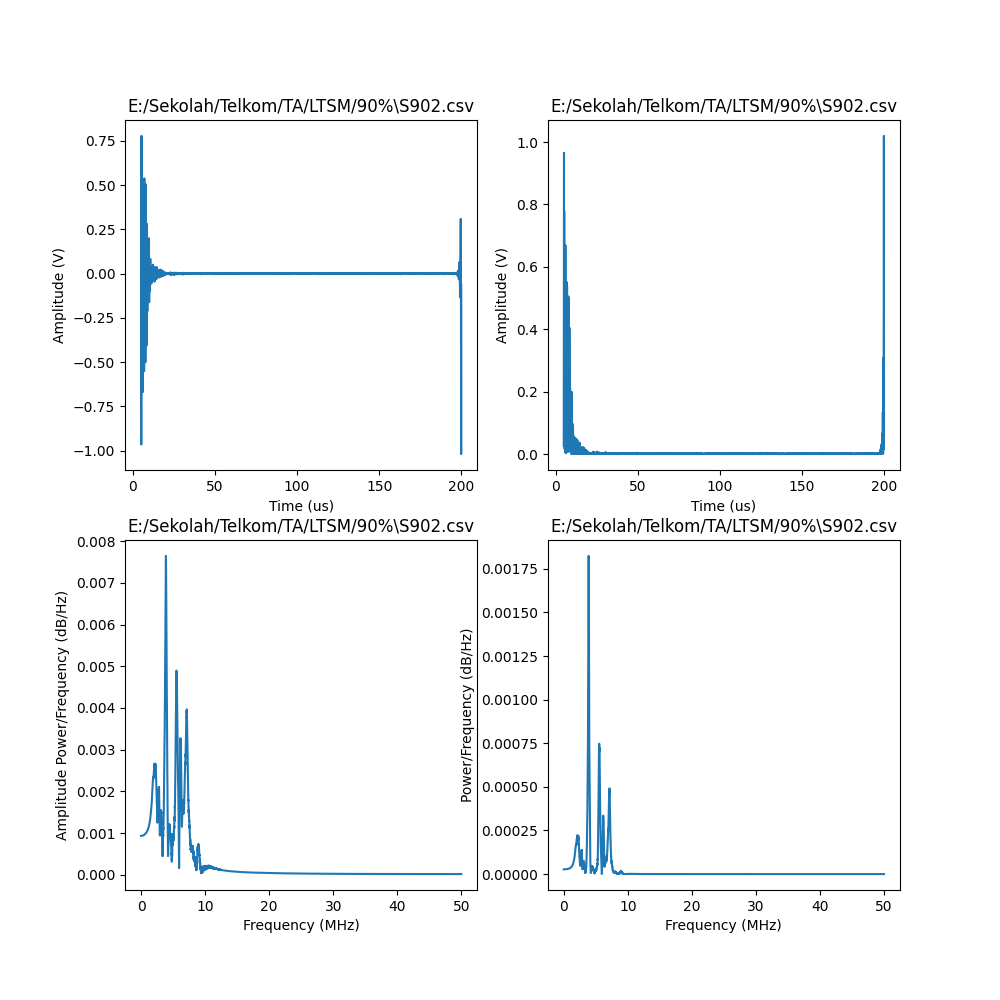 E:/Sekolah/Telkom/TA/LTSM/90%\S902.csv
Amplitude (V)
0.75
0.50
0.25
0.00
−0.25
−0.50
−0.75
−1.00
0 50 100 150 200
Time (us)
E:/Sekolah/Telkom/TA/LTSM/90%\S902.csv
Amplitude (V)
1.0
0.8
0.6
0.4
0.2
0.0
0 50 100 150 200
Time (us)
E:/Sekolah/Telkom/TA/LTSM/90%\S902.csv
Amplitude Power/Frequency (dB/Hz)
0.008
0.007
0.006
0.005
0.004
0.003
0.002
0.001
0.000
0 10 20 30 40 50
Frequency (MHz)
E:/Sekolah/Telkom/TA/LTSM/90%\S902.csv
Power/Frequency (dB/Hz)
0.00175
0.00150
0.00125
0.00100
0.00075
0.00050
0.00025
0.00000
0 10 20 30 40 50
Frequency (MHz)